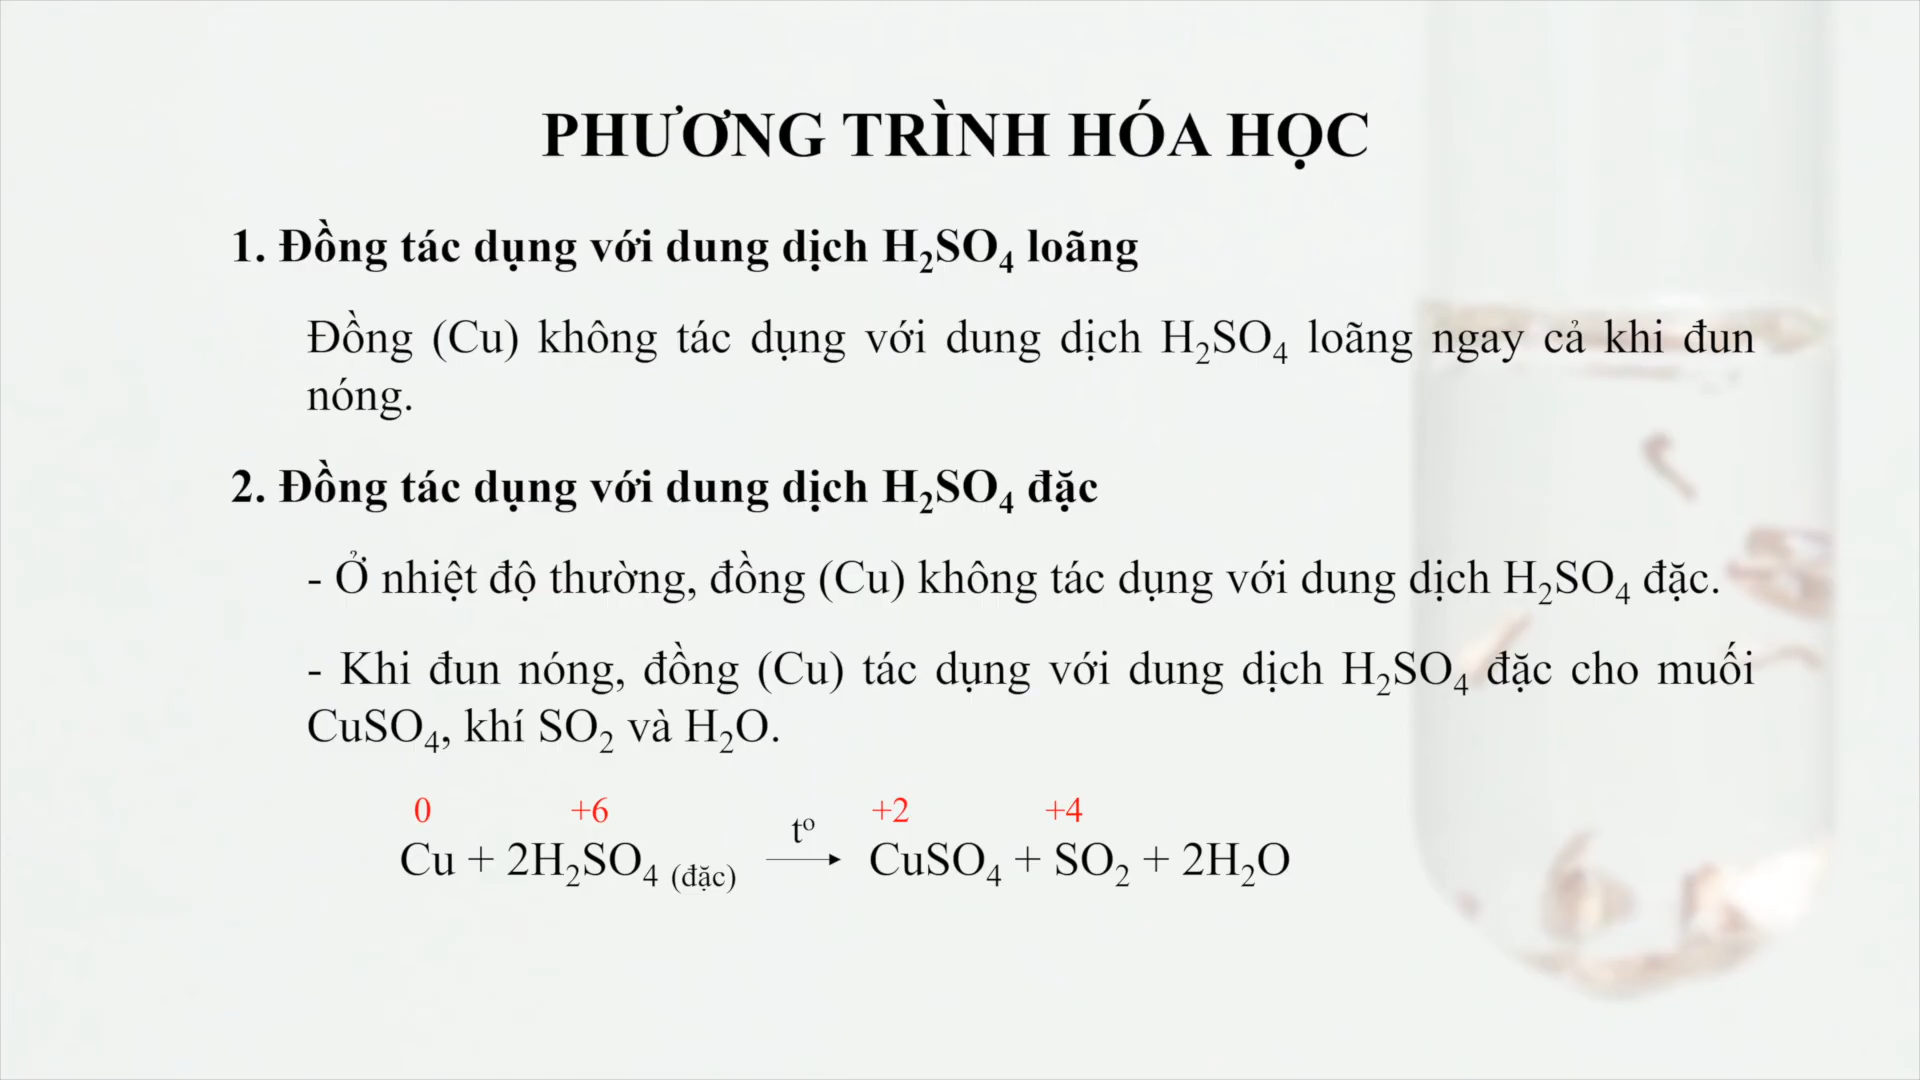 PHƯƠNG TRÌNH HÓA HỌC
1. Đồng tác dụng với dung dịch H₂SO₄ loãng
Đồng (Cu) không tác dụng với dung dịch H₂SO₄ loãng ngay cả khi đun
nóng.
2. Đồng tác dụng với dung dịch H₂SO₄ đặc
- Ở nhiệt độ thường, đồng (Cu) không tác dụng với dung dịch H₂SO₄ đặc.
- Khi đun nóng, đồng (Cu) tác dụng với dung dịch H₂SO₄ đặc cho muối
CuSO₄, khí SO₂ và H₂O.
0 +6 +2 +4
tº
Cu + 2H₂SO₄ (đặc) → CuSO₄ + SO₂ + 2H₂O